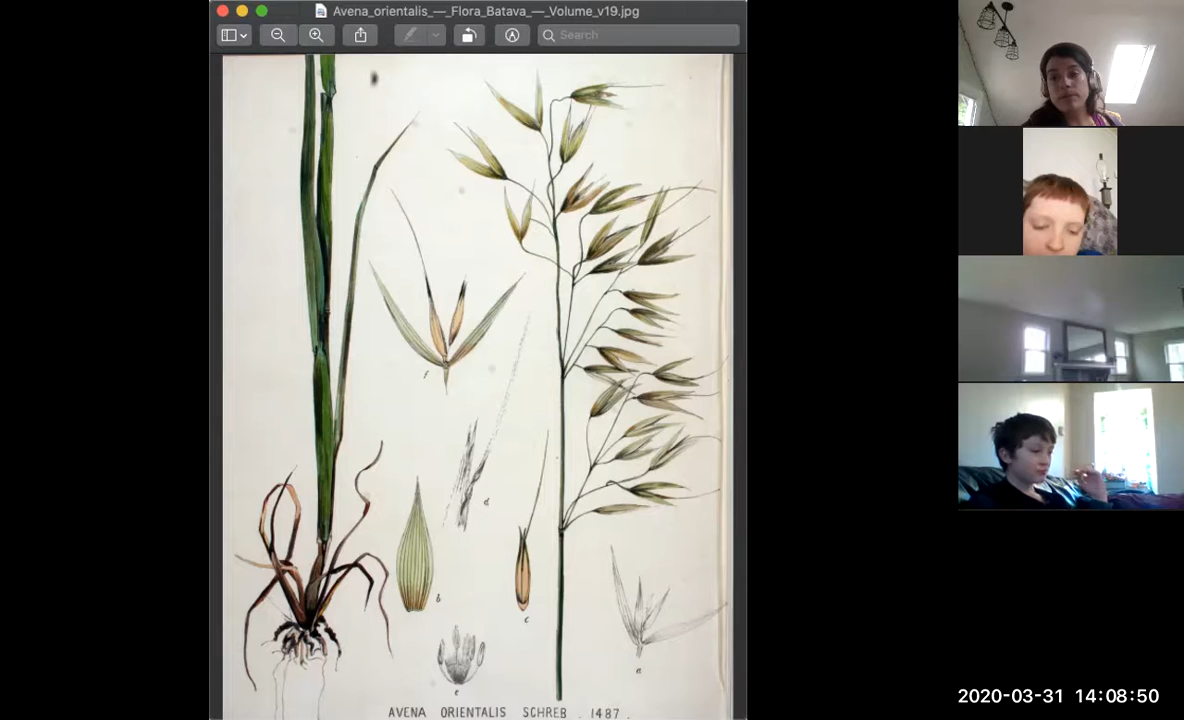 Avena_orientalis_—_Flora_Batava_—_Volume_v19.jpg
Search
f
d
b
c
e
a
AVENA ORIENTALIS SCHREB . 1487 .
2020-03-31 14:08:50